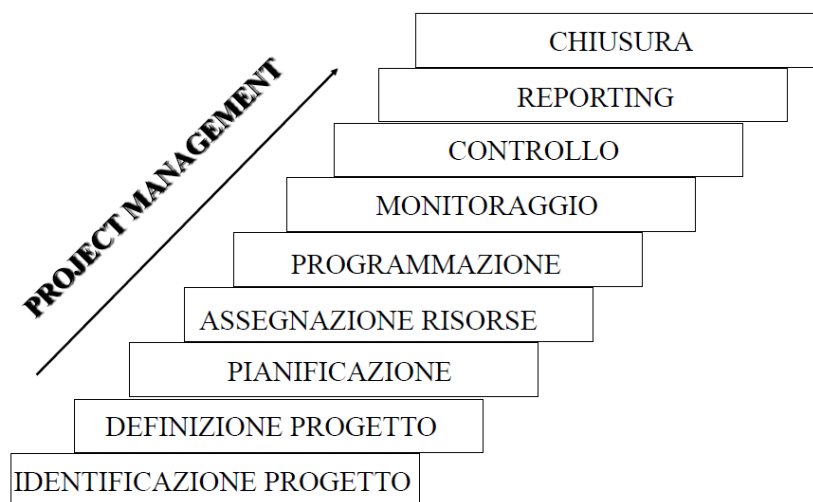 PROJECT MANAGEMENT
CHIUSURA
REPORTING
CONTROLLO
MONITORAGGIO
PROGRAMMAZIONE
ASSEGNAZIONE RISORSE
PIANIFICAZIONE
DEFINIZIONE PROGETTO
IDENTIFICAZIONE PROGETTO